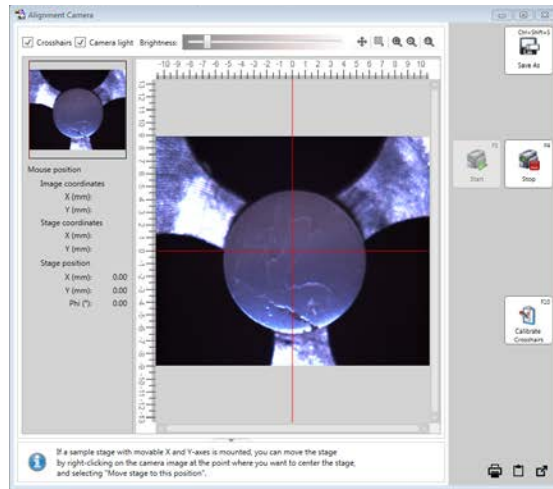 Alignment Camera
Crosshairs Camera light Brightness:
Ctrl+Shift+S
Save As
-10 -9 -8 -7 -6 -5 -4 -3 -2 -1 0 1 2 3 4 5 6 7 8 9 10
Mouse position
Image coordinates
X (mm):
Y (mm):
Stage coordinates
X (mm):
Y (mm):
Stage position
X (mm): 0.00
Y (mm): 0.00
Phi (°): 0.00
Start
Stop
F10
Calibrate
Crosshairs
If a sample stage with movable X and Y-axes is mounted, you can move the stage
by right-clicking on the camera image at the point where you want to center the stage,
and selecting "Move stage to this position".